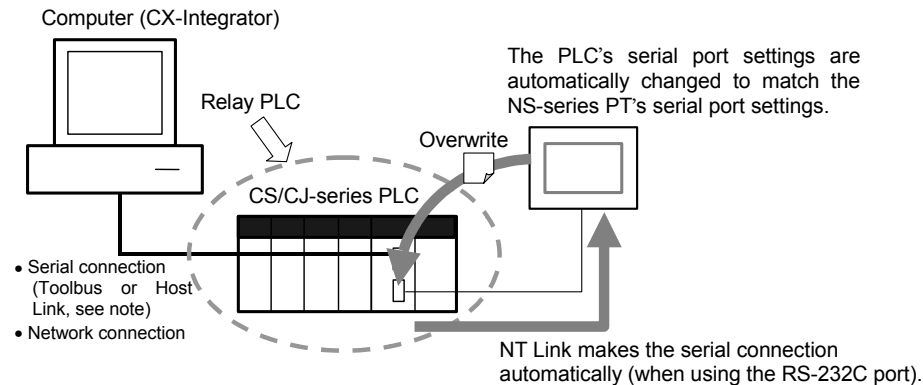 Computer (CX-Integrator)
The PLC's serial port settings are
automatically changed to match the
NS-series PT's serial port settings.
Relay PLC
Overwrite
CS/CJ-series PLC
• Serial connection
(Toolbus or Host
Link, see note)
• Network connection
NT Link makes the serial connection
automatically (when using the RS-232C port).